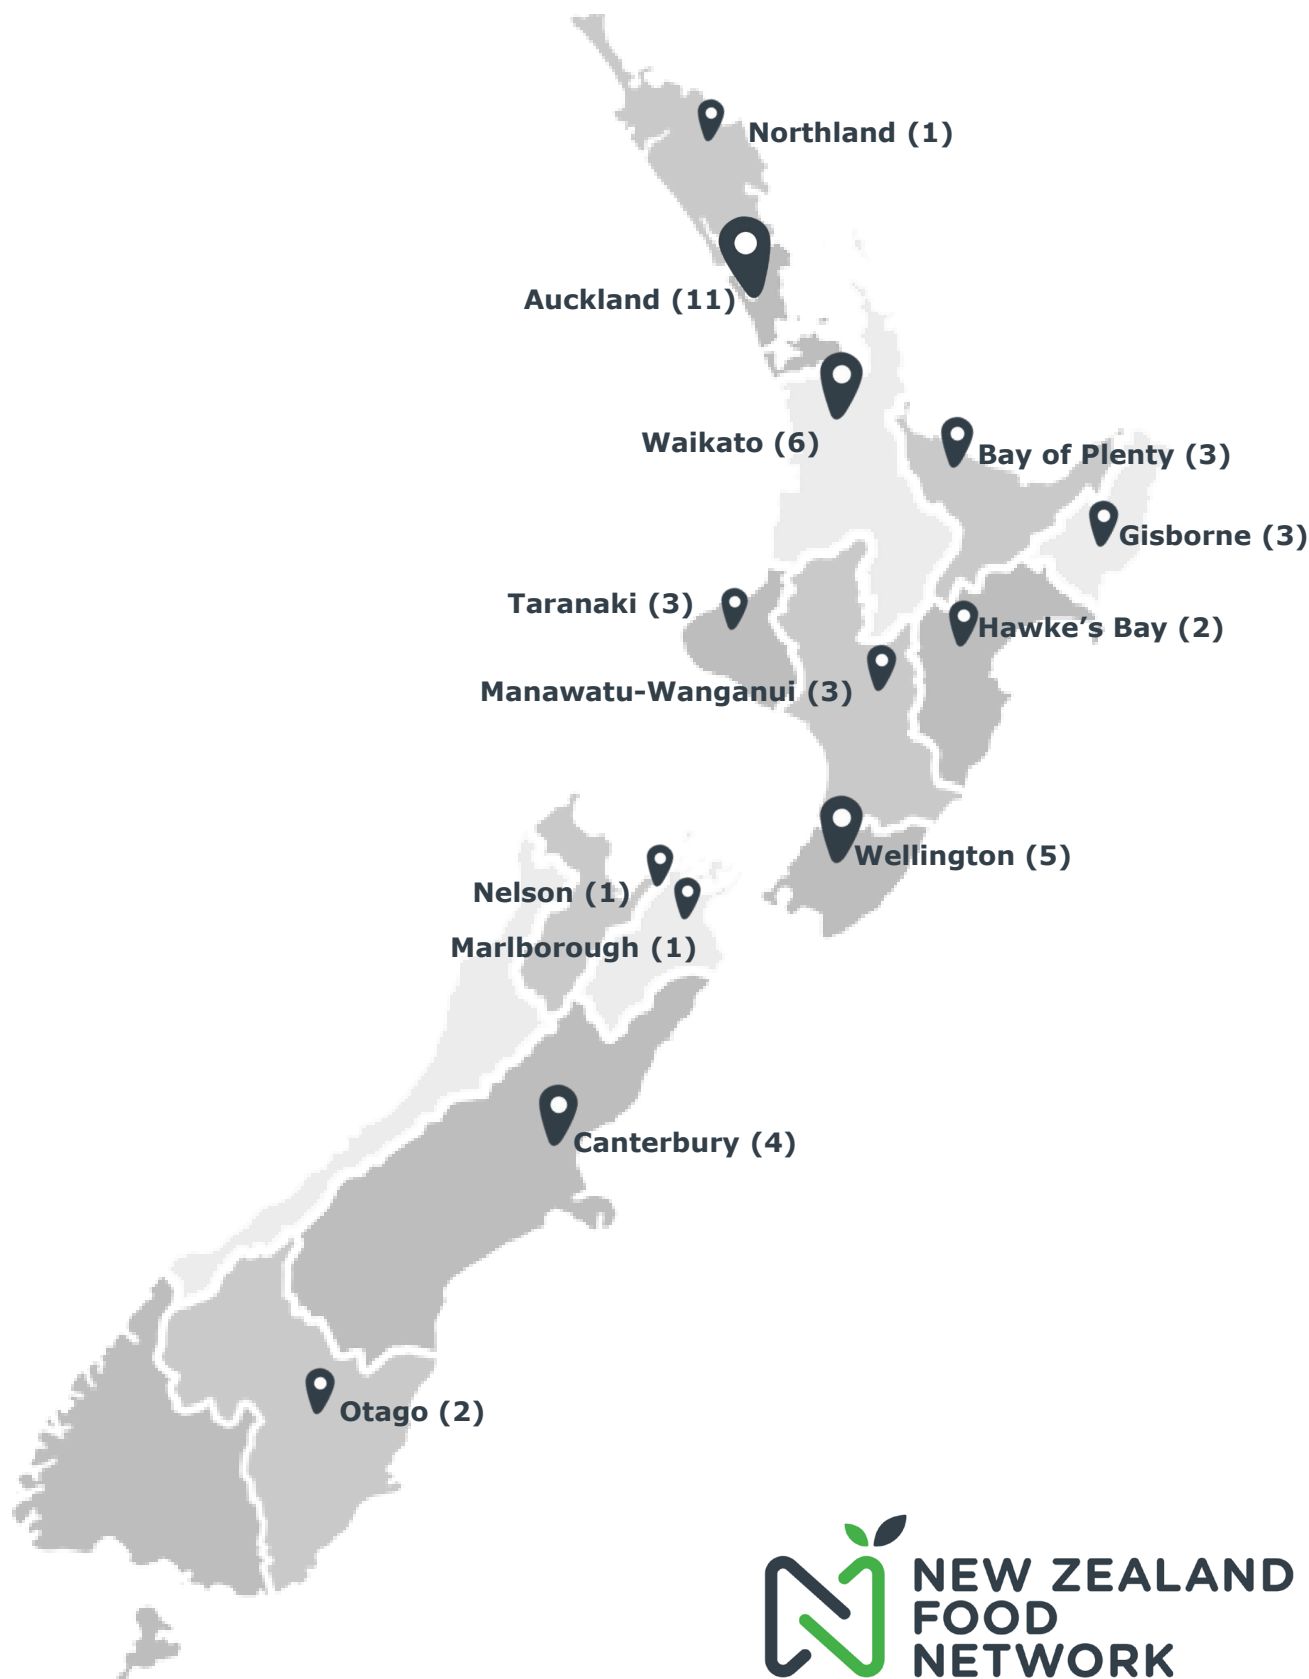 Northland (1)
Auckland (11)
Waikato (6)
Bay of Plenty (3)
Gisborne (3)
Taranaki (3)
Hawke’s Bay (2)
Manawatu-Wanganui (3)
Wellington (5)
Nelson (1)
Marlborough (1)
Canterbury (4)
Otago (2)
NEW ZEALAND
FOOD
NETWORK